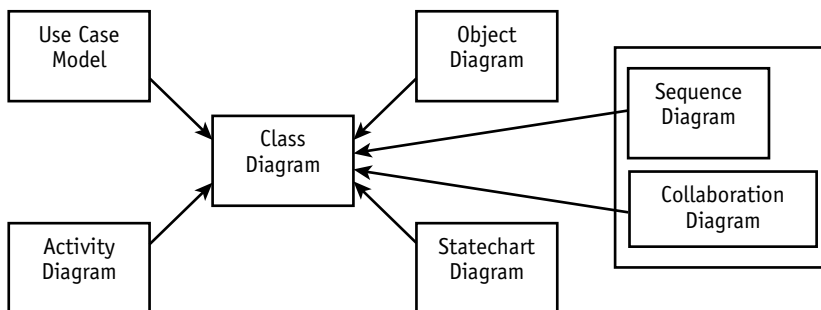 Use Case
Model
Object
Diagram
Sequence
Diagram
Class
Diagram
Collaboration
Diagram
Activity
Diagram
Statechart
Diagram